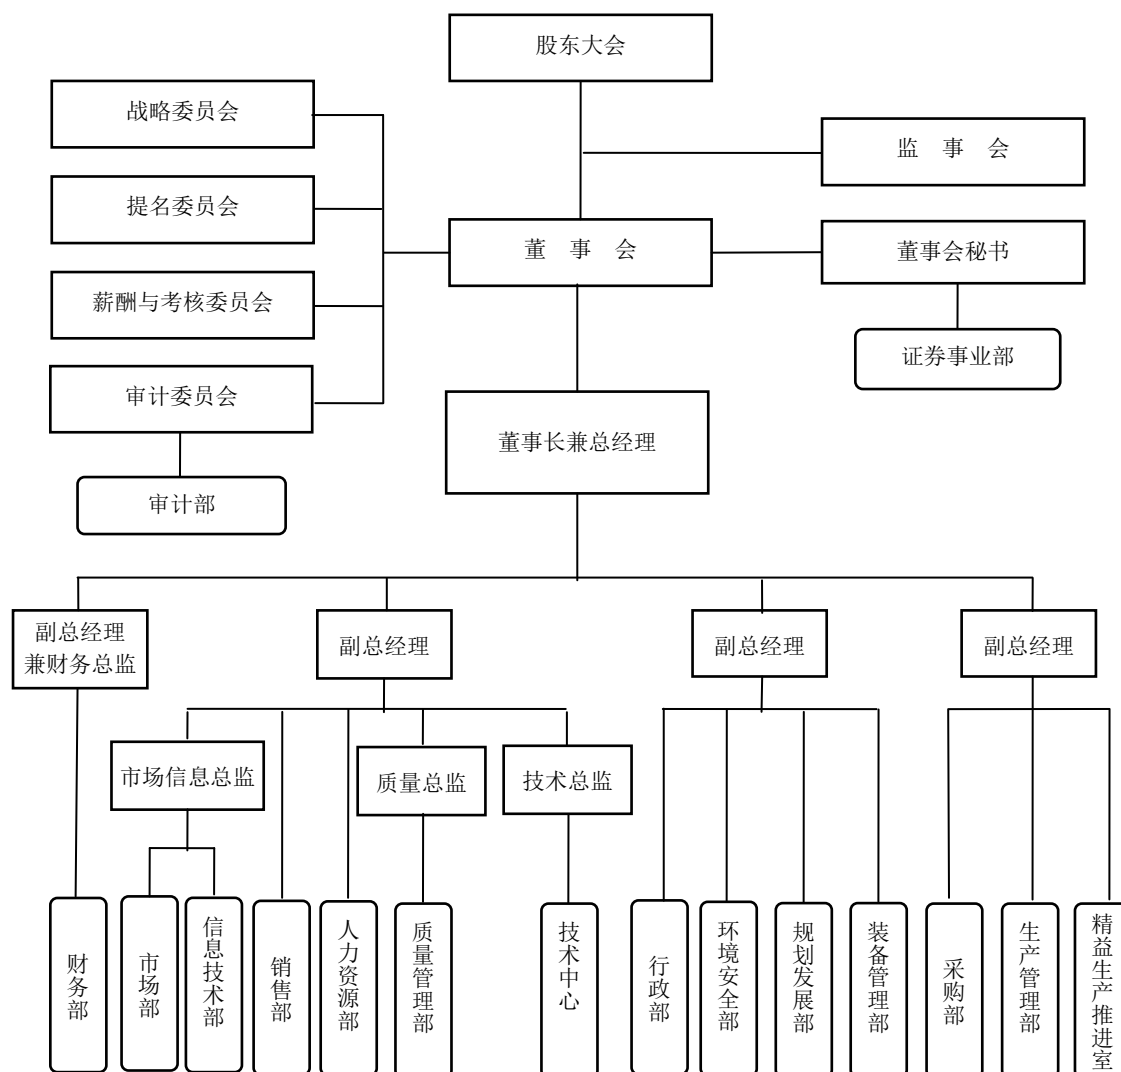 股东大会
战略委员会
监 事 会
提名委员会
董 事 会
董事会秘书
薪酬与考核委员会
证券事业部
审计委员会
董事长兼总经理
审计部
副总经理
兼财务总监
副总经理
副总经理
副总经理
市场信息总监
质量总监
技术总监
财务部
市场部
信息技术部
销售部
人力资源部
质量管理部
技术中心
行政部
环境安全部
规划发展部
装备管理部
采购部
生产管理部
精益生产推进室